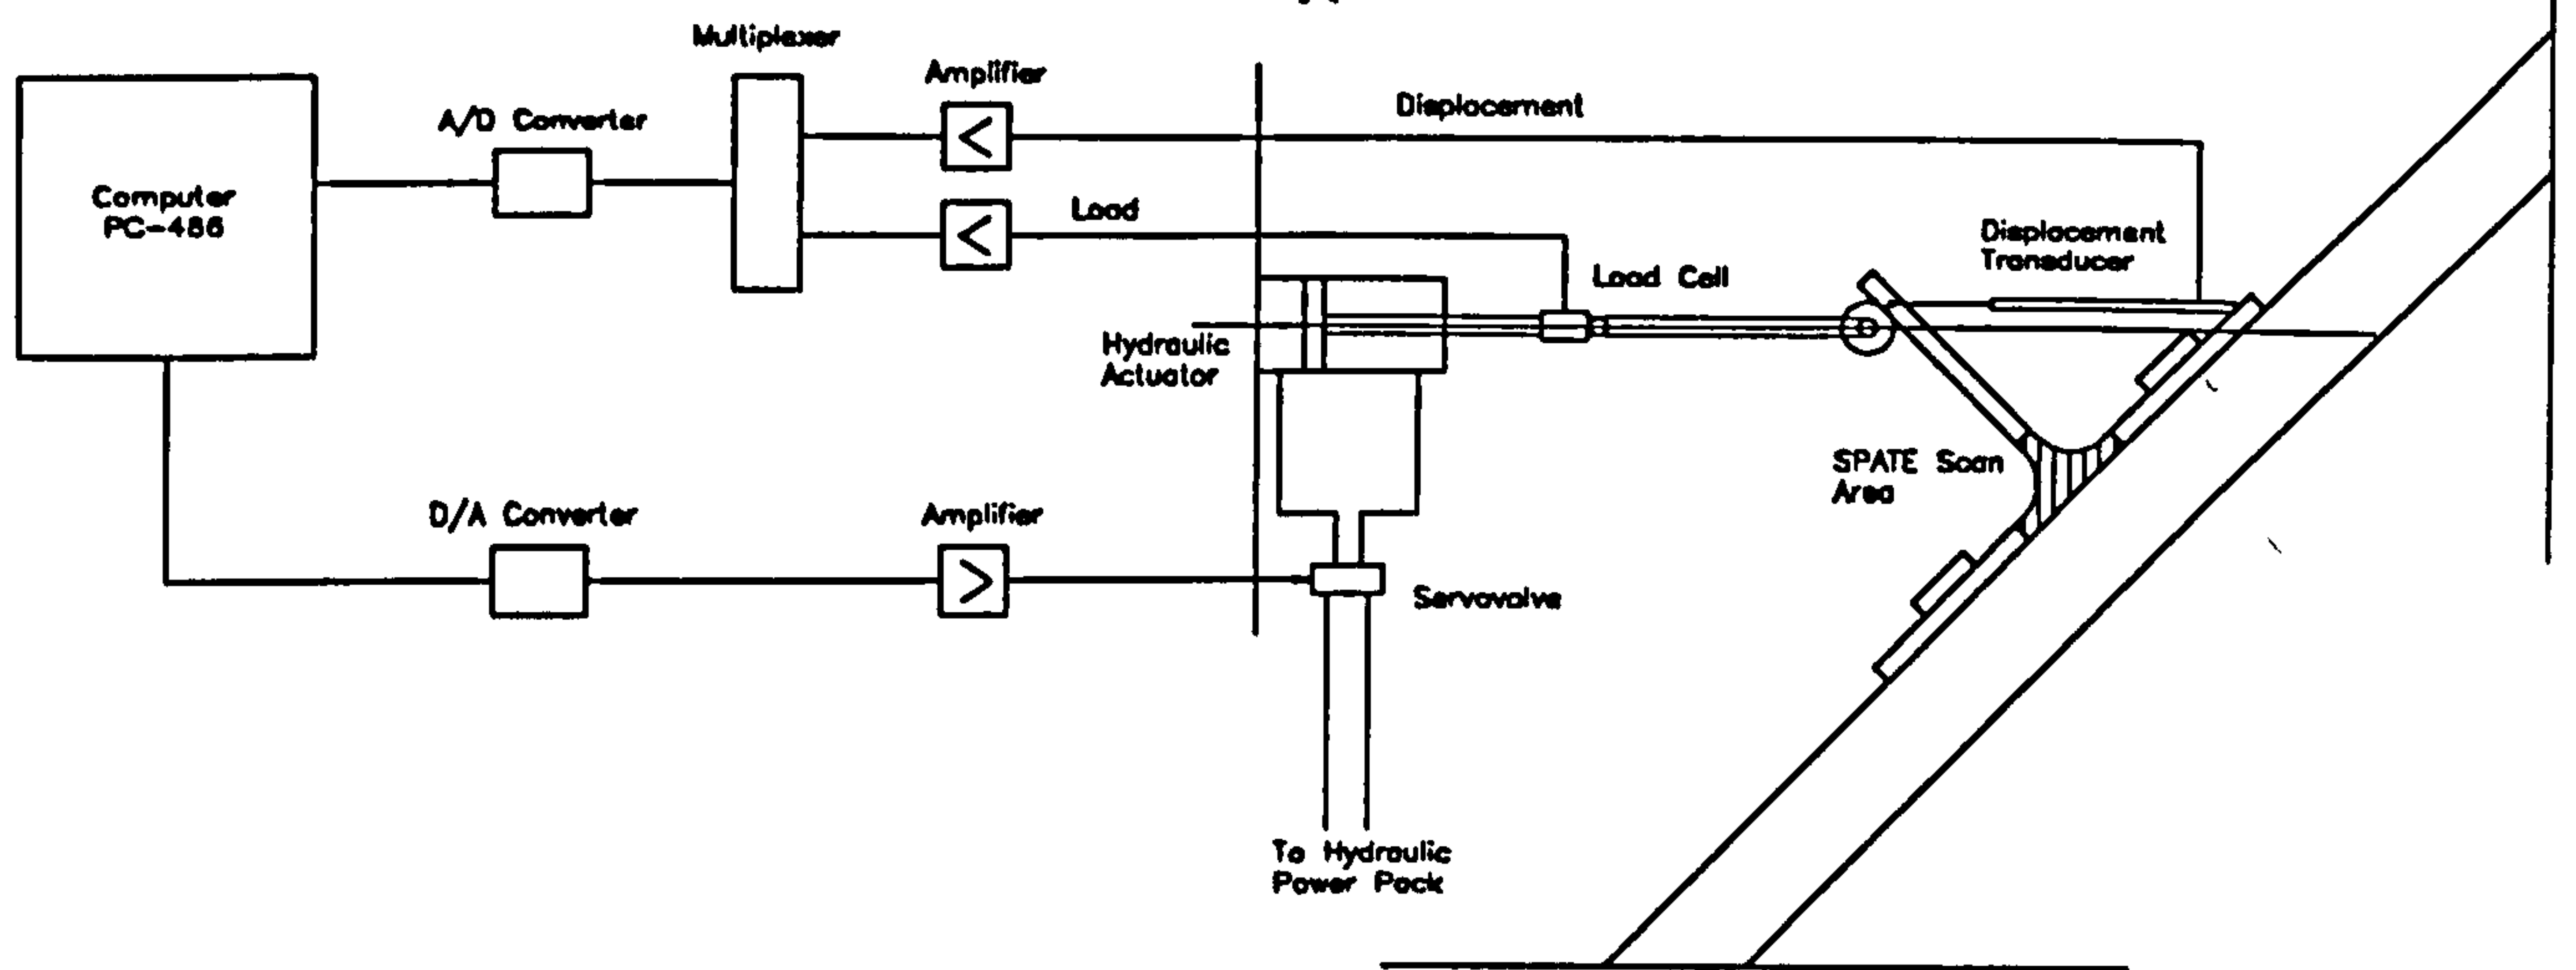 Multiplexer
Amplifier
Displacement
A/D Converter
Computer
PC-486
Load
Displacement
Transducer
Load Cell
Hydraulic
Actuator
SPATE Scan
Area
D/A Converter
Amplifier
Servovalve
To Hydraulic
Power Pack
<
<
>